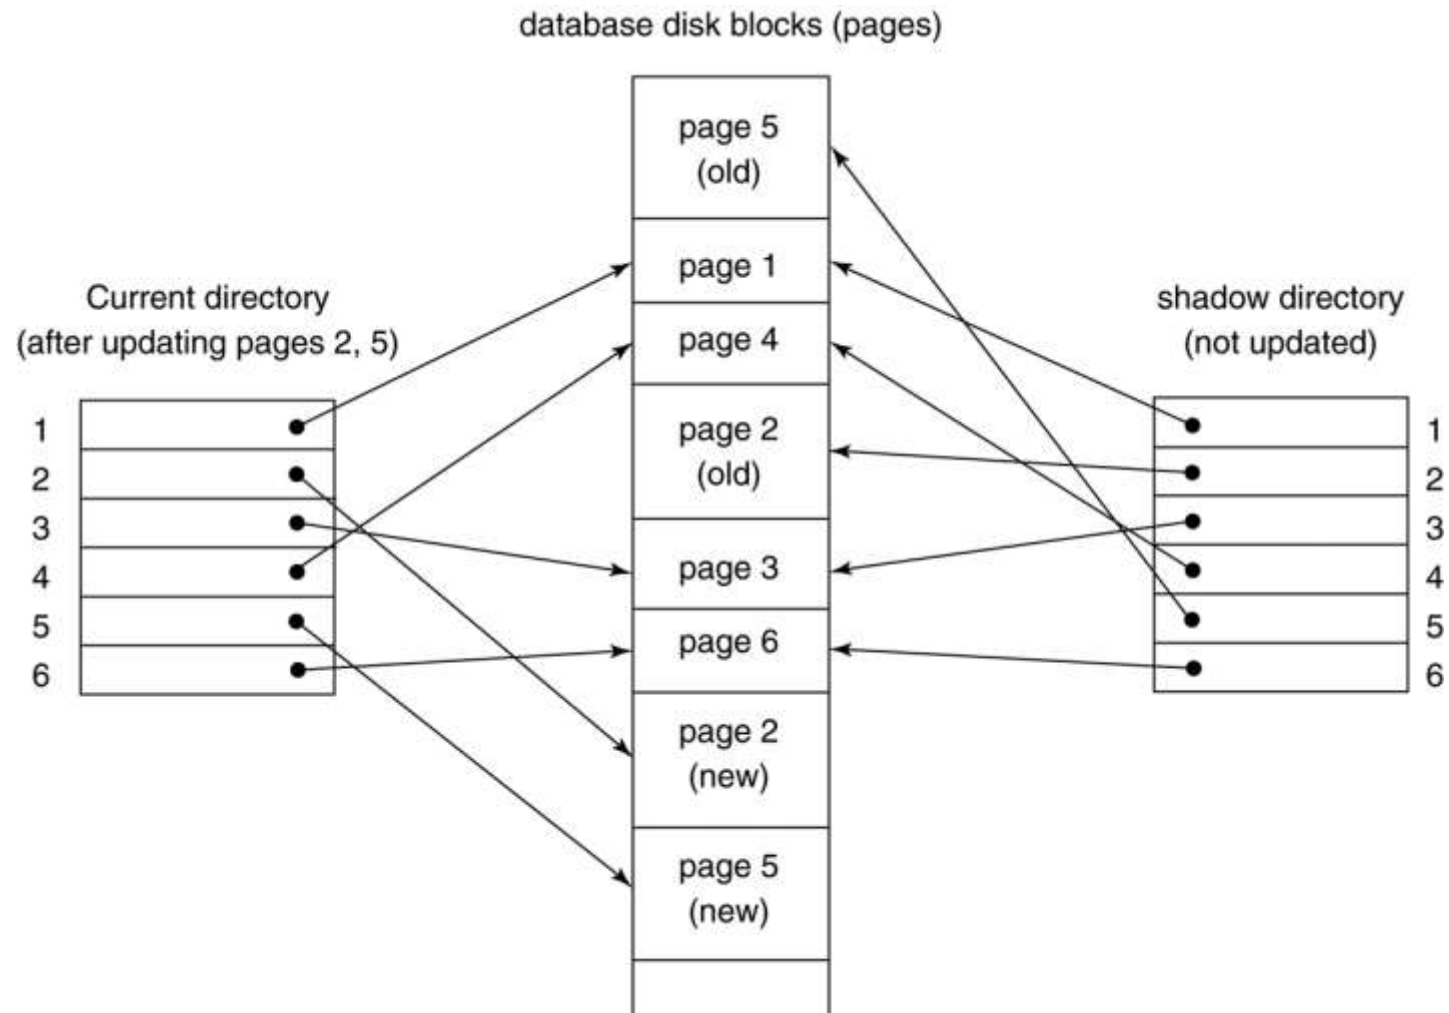 database disk blocks (pages)
Current directory
(after updating pages 2, 5)
1
2
3
4
5
6
page 5
(old)
page 1
page 4
page 2
(old)
page 3
page 6
page 2
(new)
page 5
(new)
shadow directory
(not updated)
1
2
3
4
5
6